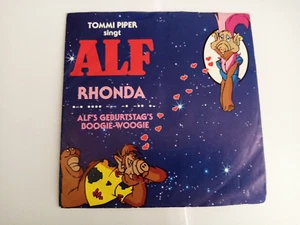 TOMMI PIPER
singt
ALF
RHONDA
ALF'S GEBURTSTAG'S
BOOGIE-WOOGIE